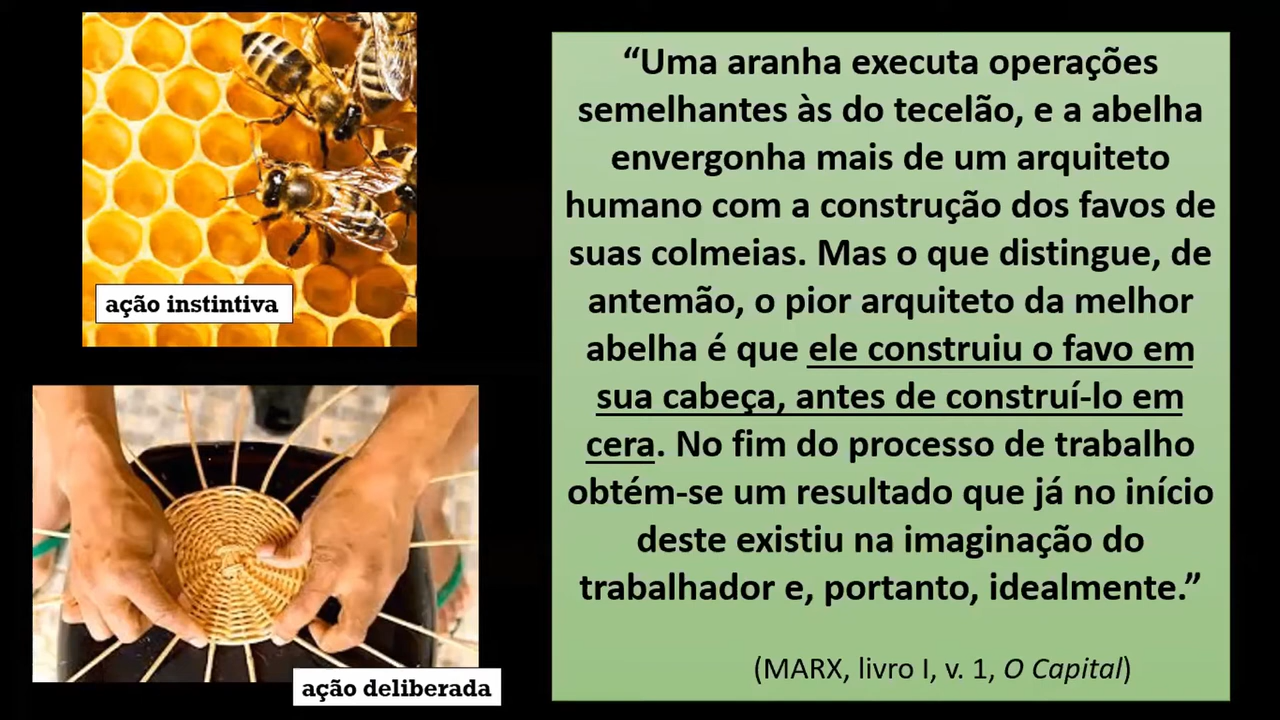 ação instintiva
ação deliberada
“Uma aranha executa operações
semelhantes às do tecelão, e a abelha
envergonha mais de um arquiteto
humano com a construção dos favos de
suas colmeias. Mas o que distingue, de
antemão, o pior arquiteto da melhor
abelha é que ele construiu o favo em
sua cabeça, antes de construí-lo em
cera. No fim do processo de trabalho
obtém-se um resultado que já no início
deste existiu na imaginação do
trabalhador e, portanto, idealmente.”
(MARX, livro I, v. 1, O Capital)